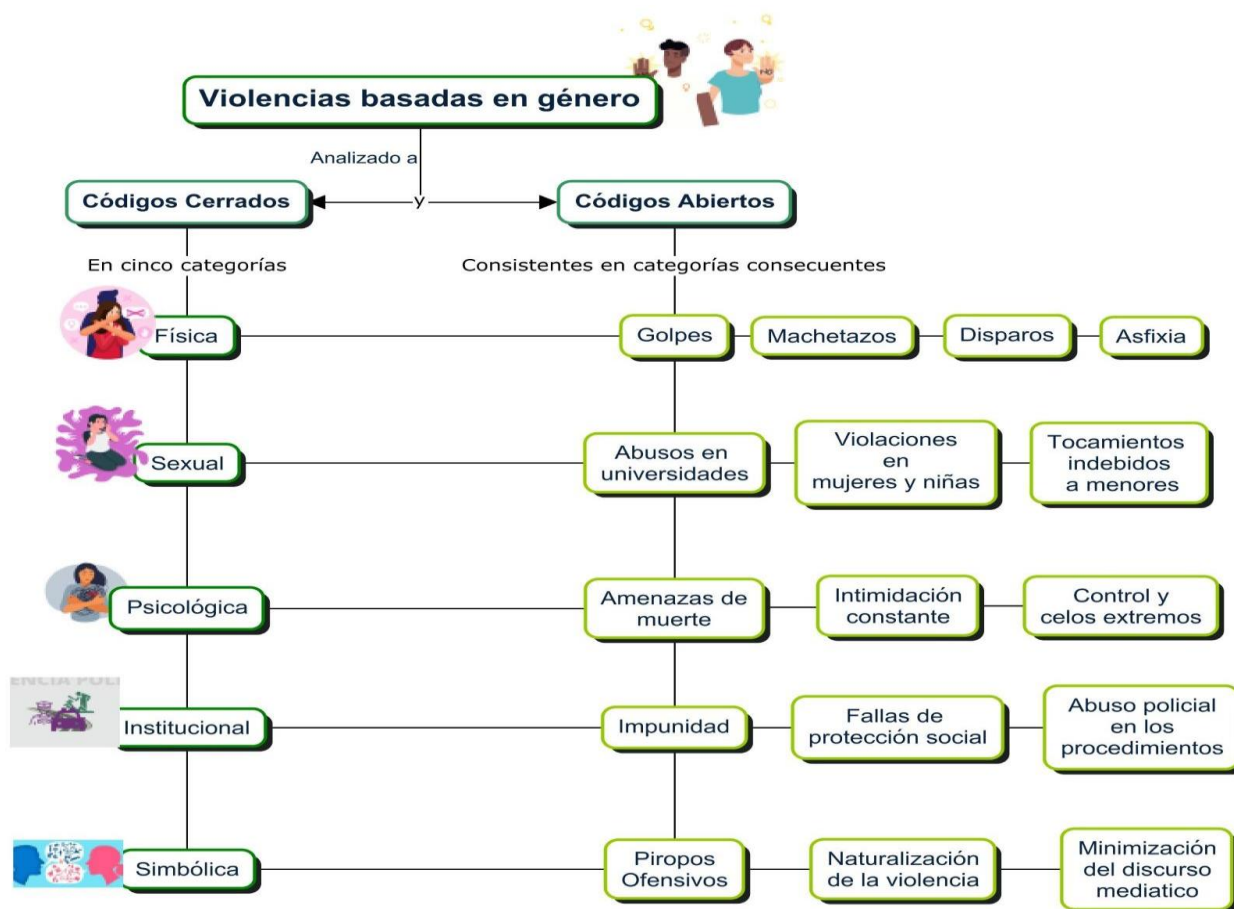 Violencias basadas en género
NO
Analizado a
Códigos Cerrados
y
Códigos Abiertos
En cinco categorías
Consistentes en categorías consecuentes
Física
Golpes
Machetazos
Disparos
Asfixia
Sexual
Abusos en
universidades
Violaciones
en
mujeres y niñas
Tocamientos
indebidos
a menores
Psicológica
Amenazas de
muerte
Intimidación
constante
Control y
celos extremos
ENCIA POLI
Institucional
Impunidad
Fallas de
protección social
Abuso policial
en los
procedimientos
Simbólica
Piropos
Ofensivos
Naturalización
de la violencia
Minimización
del discurso
mediatico